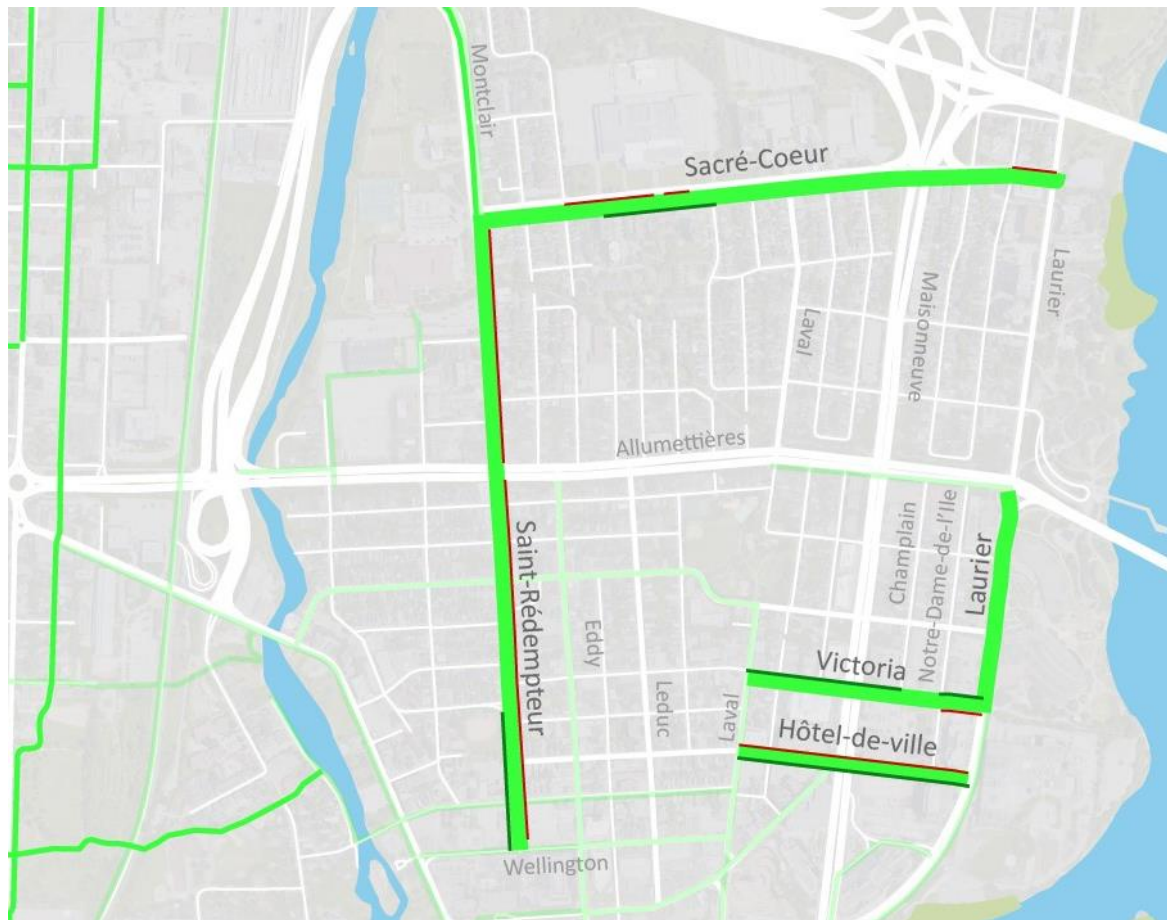 Montclair
Sacré-Coeur
Laurier
Maisonneuve
Laval
Allumettières
Saint-Rédempteur
Champlain
Notre-Dame-de-l'Ile
Laurier
Eddy
Victoria
Leduc
Laval
Hôtel-de-ville
Wellington